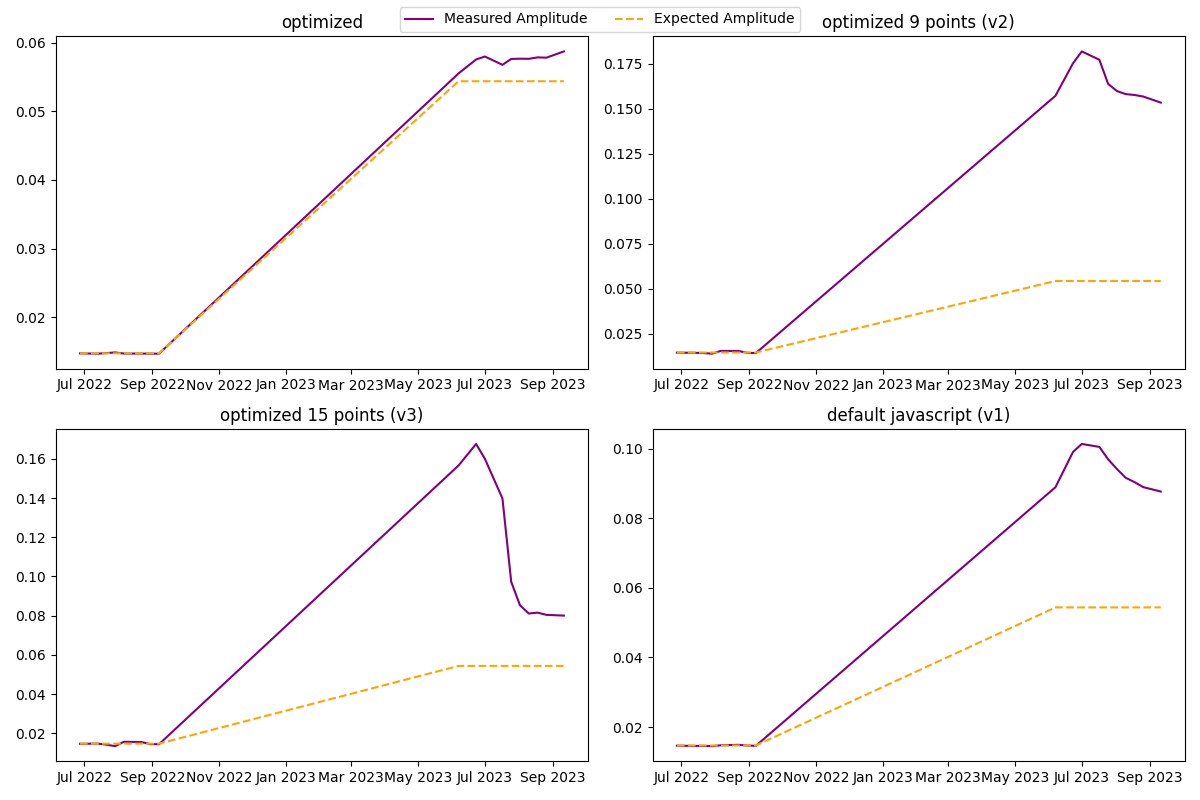 Measured Amplitude Expected Amplitude
optimized
0.06
0.05
0.04
0.03
0.02
Jul 2022 Sep 2022 Nov 2022 Jan 2023 Mar 2023 May 2023 Jul 2023 Sep 2023
optimized 9 points (v2)
0.175
0.150
0.125
0.100
0.075
0.050
0.025
Jul 2022 Sep 2022 Nov 2022 Jan 2023 Mar 2023 May 2023 Jul 2023 Sep 2023
optimized 15 points (v3)
0.16
0.14
0.12
0.10
0.08
0.06
0.04
0.02
Jul 2022 Sep 2022 Nov 2022 Jan 2023 Mar 2023 May 2023 Jul 2023 Sep 2023
default javascript (v1)
0.10
0.08
0.06
0.04
0.02
Jul 2022 Sep 2022 Nov 2022 Jan 2023 Mar 2023 May 2023 Jul 2023 Sep 2023